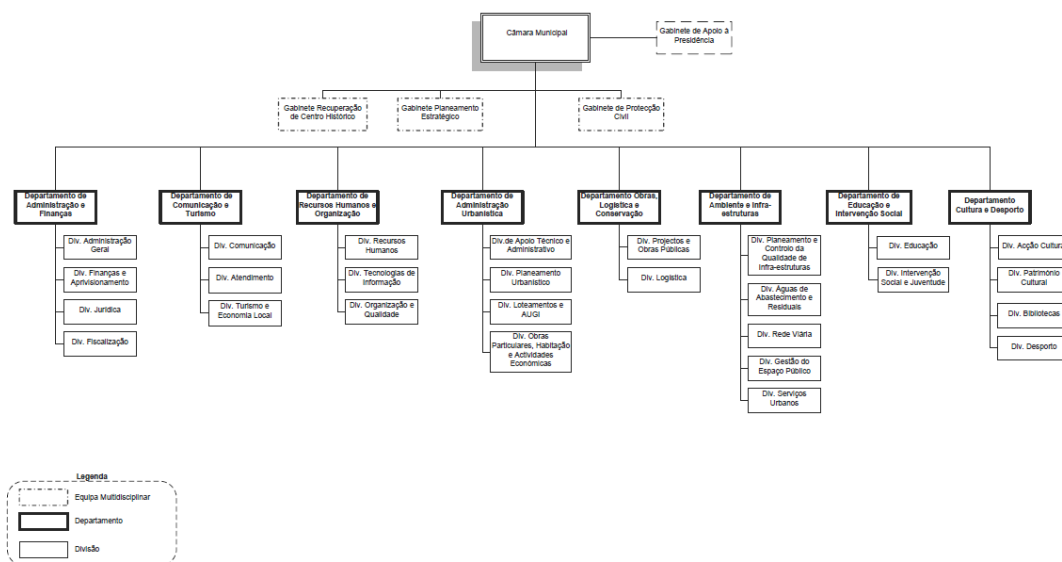 Câmara Municipal
Gabinete de Apoio à
Presidência
Gabinete Recuperação
de Centro Histórico
Gabinete Planeamento
Estratégico
Gabinete de Protecção
Civil
Departamento de
Administração e
Finanças
Div. Administração
Geral
Div. Finanças e
Aprivisionamento
Div. Jurídica
Div. Fiscalização
Departamento de
Comunicação e
Turismo
Div. Comunicação
Div. Atendimento
Div. Turismo e
Economia Local
Departamento de
Recursos Humanos e
Organização
Div. Recursos
Humanos
Div. Tecnologias de
Informação
Div. Organização e
Qualidade
Departamento de
Administração
Urbanística
Div.de Apoio Técnico e
Administrativo
Div. Planeamento
Urbanístico
Div. Loteamentos e
AUGI
Div. Obras
Particulares, Habitação
e Actividades
Económicas
Departamento Obras,
Logística e
Conservação
Div. Projectos e
Obras Públicas
Div. Logística
Departamento de
Ambiente e Infra-
estruturas
Div. Planeamento e
Controlo da
Qualidade de
Infra-estruturas
Div. Águas de
Abastecimento e
Residuais
Div. Rede Viária
Div. Gestão do
Espaço Público
Div. Serviços
Urbanos
Departamento de
Educação e
Intervenção Social
Div. Educação
Div. Intervenção
Social e Juventude
Departamento
Cultura e Desporto
Div. Acção Cultural
Div. Património
Cultural
Div. Bibliotecas
Div. Desporto
Legenda
Equipa Multidisciplinar
Departamento
Divisão